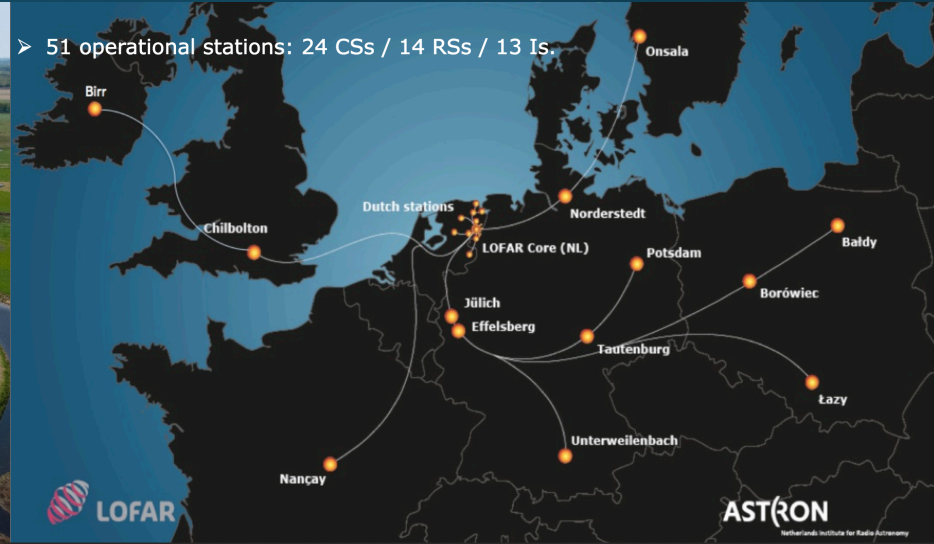 ➢ 51 operational stations: 24 CSs / 14 RSs / 13 Is.
Onsala
Birr
Dutch stations
Norderstedt
Chilbolton
LOFAR Core (NL)
Bałdy
Potsdam
Borówiec
Jülich
Effelsberg
Tautenburg
Łazy
Unterweilenbach
Nançay
LOFAR
ASTRON
Netherlands Institute for Radio Astronomy